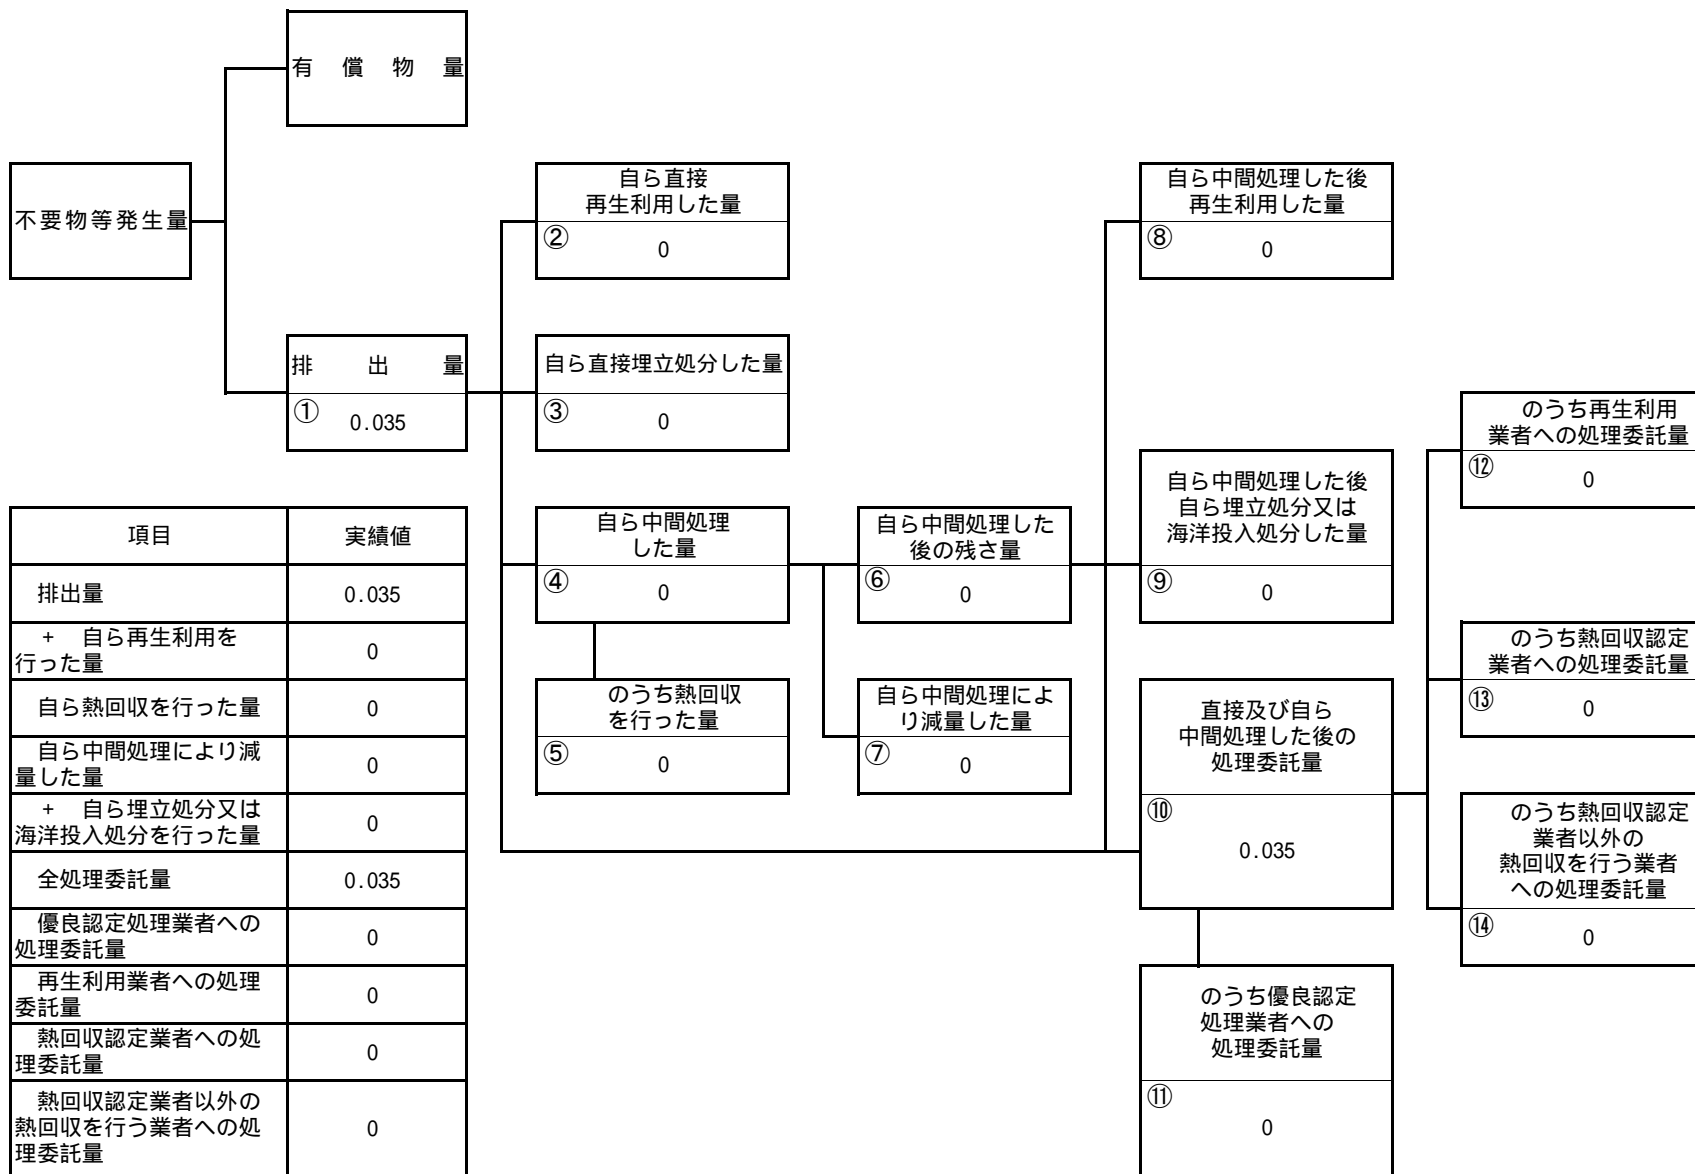 有償物量
不要物等発生量
自ら直接
再生利用した量
② 0
自ら中間処理した後
再生利用した量
⑧ 0
排出量
① 0.035
自ら直接埋立処分した量
③ 0
のうち再生利用
業者への処理委託量
⑫ 0
自ら中間処理した後
自ら埋立処分又は
海洋投入処分した量
⑨ 0
自ら中間処理
した量
④ 0
自ら中間処理した
後の残さ量
⑥ 0
のうち熱回収認定
業者への処理委託量
⑬ 0
のうち熱回収
を行った量
⑤ 0
自ら中間処理によ
り減量した量
⑦ 0
直接及び自ら
中間処理した後の
処理委託量
⑩
0.035
のうち熱回収認定
業者以外の
熱回収を行う業者
への処理委託量
⑭ 0
のうち優良認定
処理業者への
処理委託量
⑪
0
項目 実績値
排出量 0.035
+ 自ら再生利用を
行った量 0
自ら熱回収を行った量 0
自ら中間処理により減
量した量 0
+ 自ら埋立処分又は
海洋投入処分を行った量 0
全処理委託量 0.035
優良認定処理業者への
処理委託量 0
再生利用業者への処理
委託量 0
熱回収認定業者への処
理委託量 0
熱回収認定業者以外の
熱回収を行う業者への処
理委託量 0